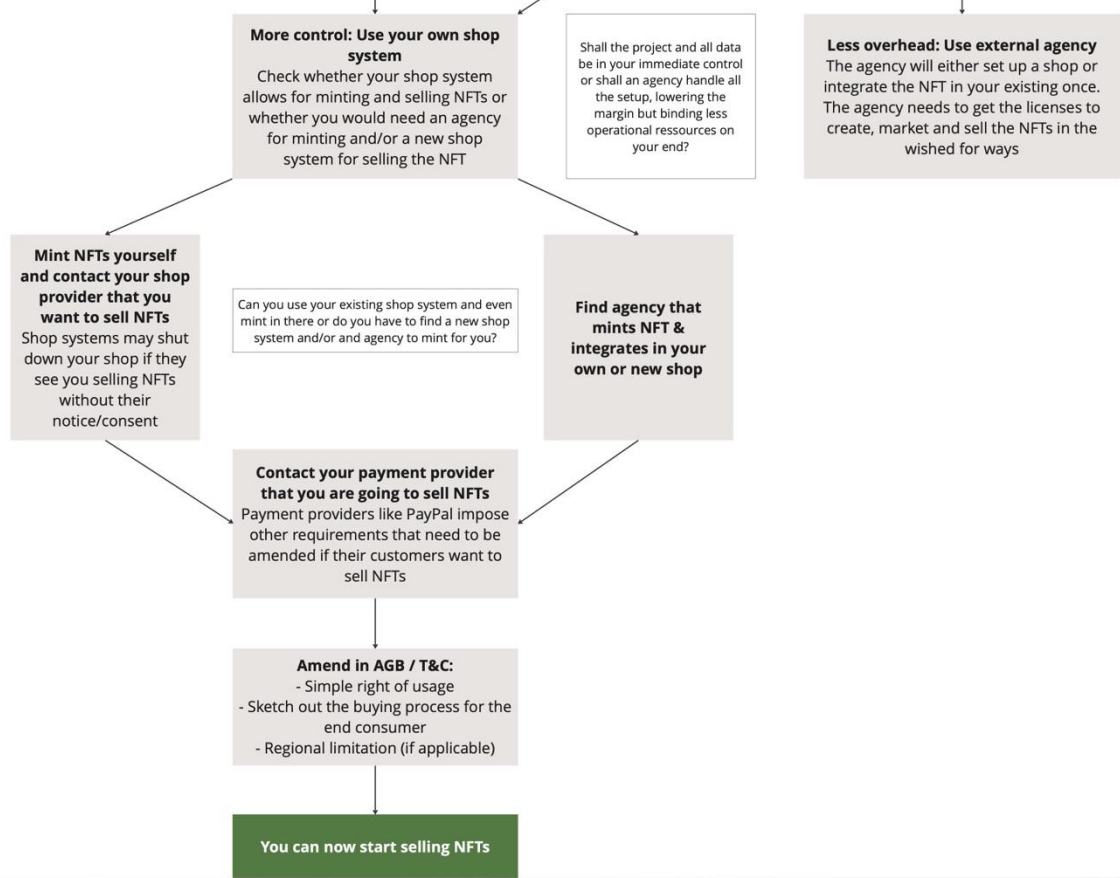 More control: Use your own shop
system
Check whether your shop system
allows for minting and selling NFTs or
whether you would need an agency
for minting and/or a new shop
system for selling the NFT
Shall the project and all data
be in your immediate control
or shall an agency handle all
the setup, lowering the
margin but binding less
operational ressources on
your end?
Less overhead: Use external agency
The agency will either set up a shop or
integrate the NFT in your existing once.
The agency needs to get the licenses to
create, market and sell the NFTs in the
wished for ways
Mint NFTs yourself
and contact your shop
provider that you
want to sell NFTs
Shop systems may shut
down your shop if they
see you selling NFTs
without their
notice/consent
Can you use your existing shop system and even
mint in there or do you have to find a new shop
system and/or and agency to mint for you?
Find agency that
mints NFT &
integrates in your
own or new shop
Contact your payment provider
that you are going to sell NFTs
Payment providers like PayPal impose
other requirements that need to be
amended if their customers want to
sell NFTs
Amend in AGB / T&C:
- Simple right of usage
- Sketch out the buying process for the
end consumer
- Regional limitation (if applicable)
You can now start selling NFTs